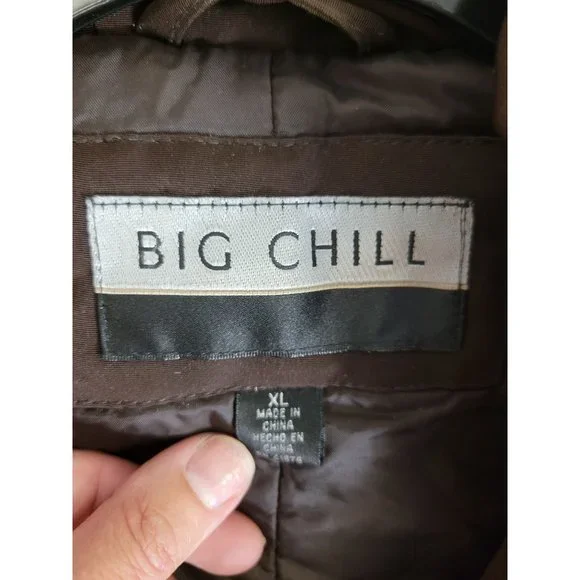 BIG CHILL
XL
MADE IN
CHINA
HECHO EN
CHINA